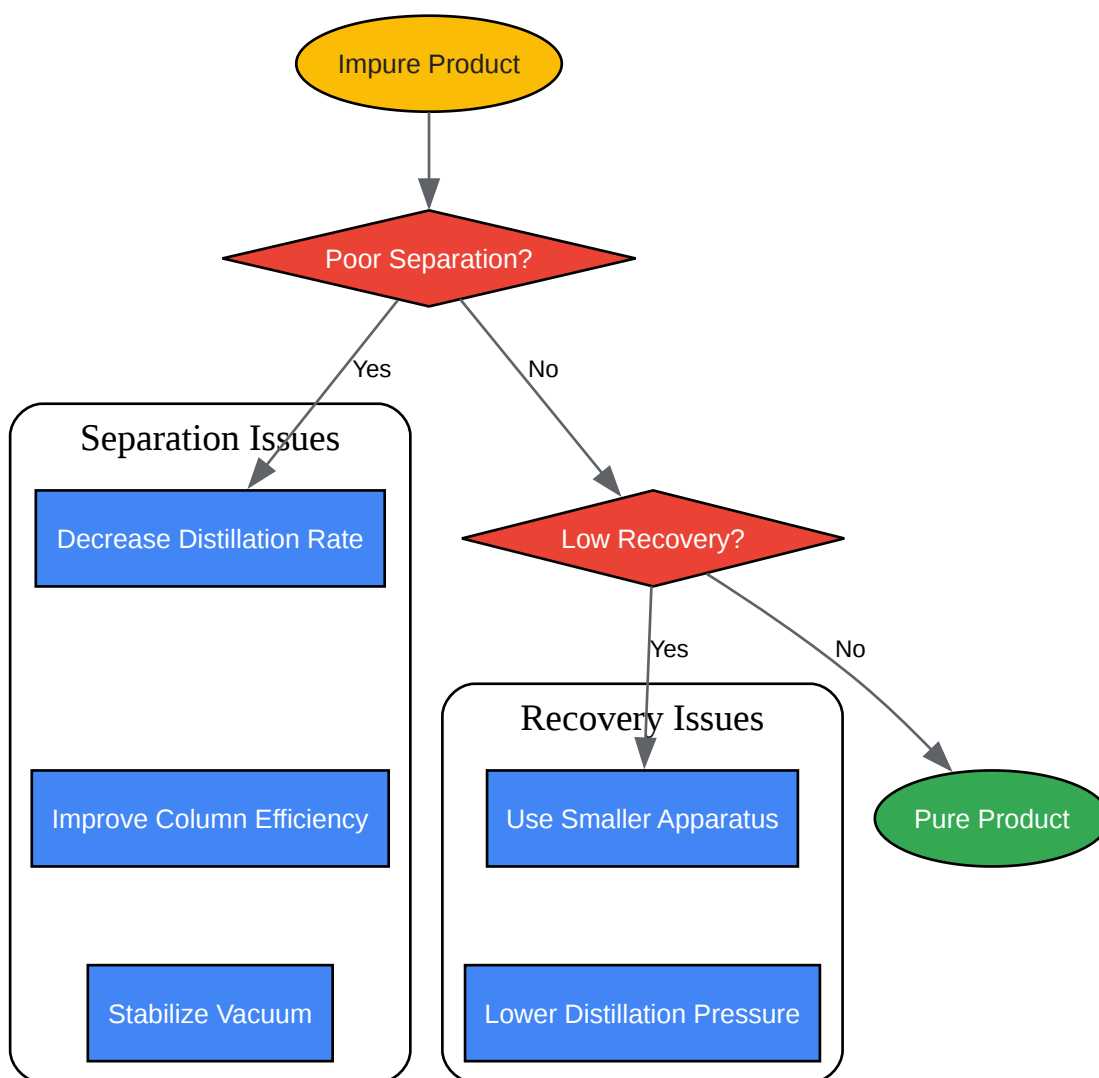 Impure Product
Poor Separation?
Yes
No
Separation Issues
Decrease Distillation Rate
Low Recovery?
Yes
No
Recovery Issues
Improve Column Efficiency
Use Smaller Apparatus
Pure Product
Stabilize Vacuum
Lower Distillation Pressure